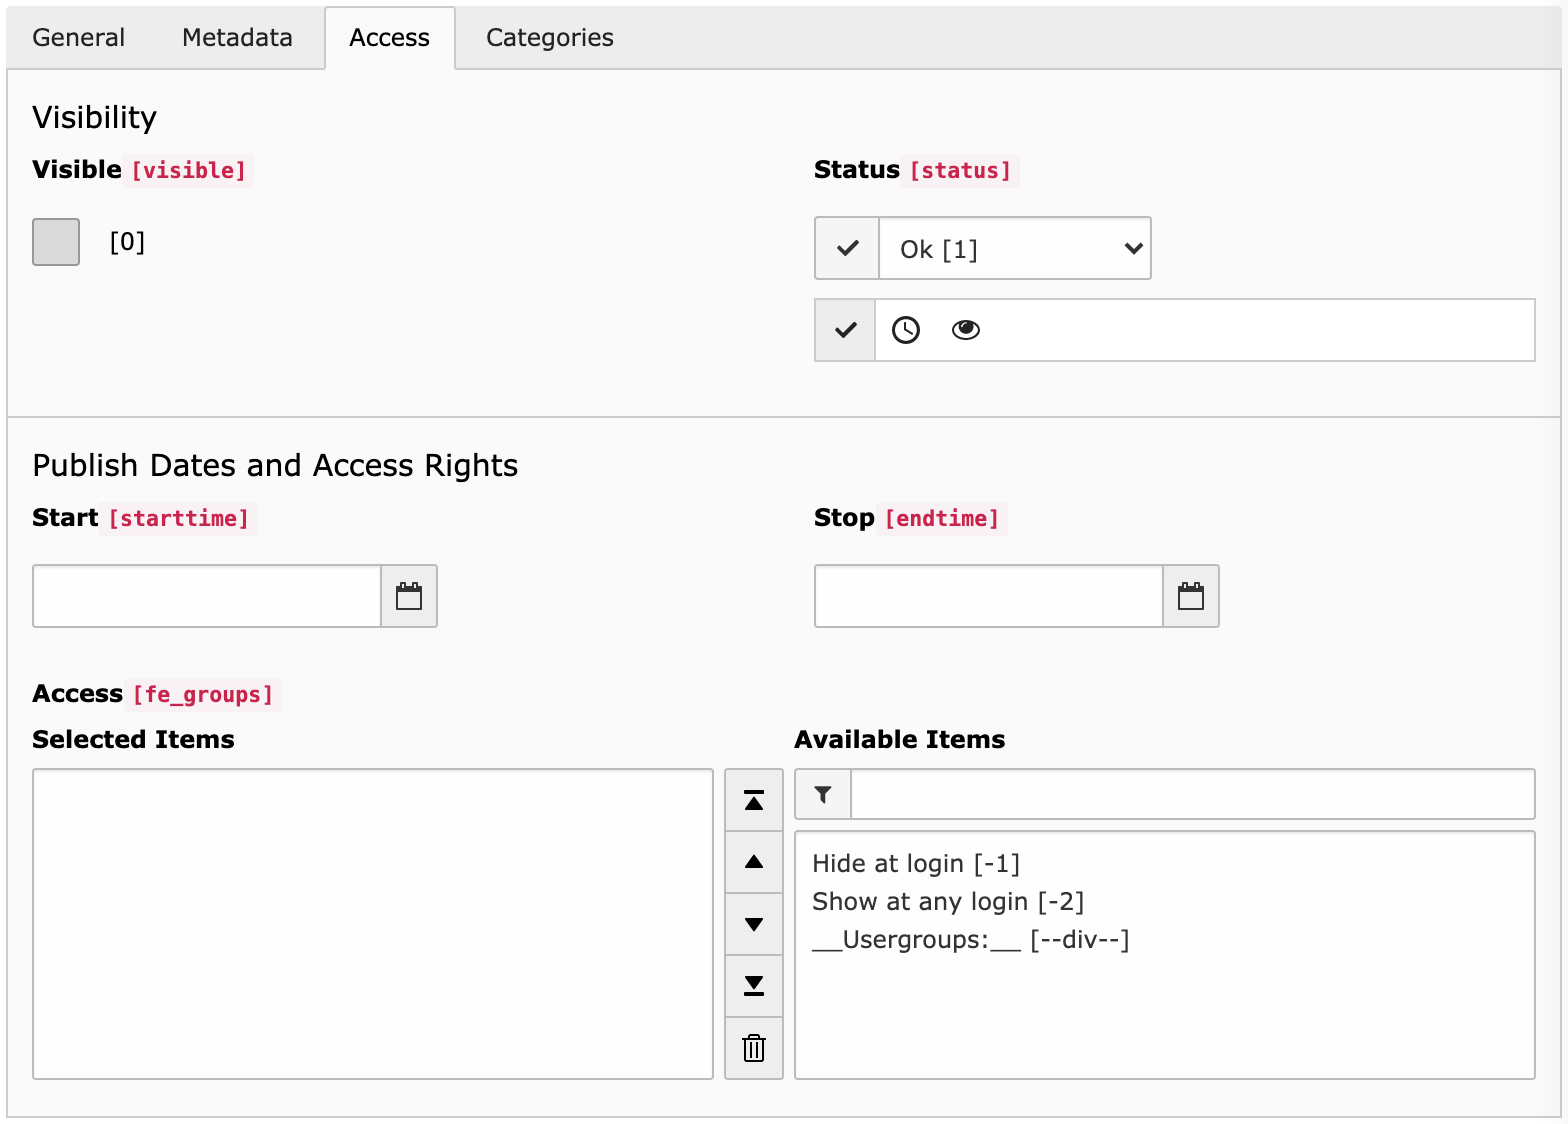 General Metadata Access Categories
Visibility
Visible [visible]
[0]
Status [status]
Ok [1]
Publish Dates and Access Rights
Start [starttime]
Stop [endtime]
Access [fe_groups]
Selected Items
Available Items
Hide at login [-1]
Show at any login [-2]
__Usergroups:__ [--div--]